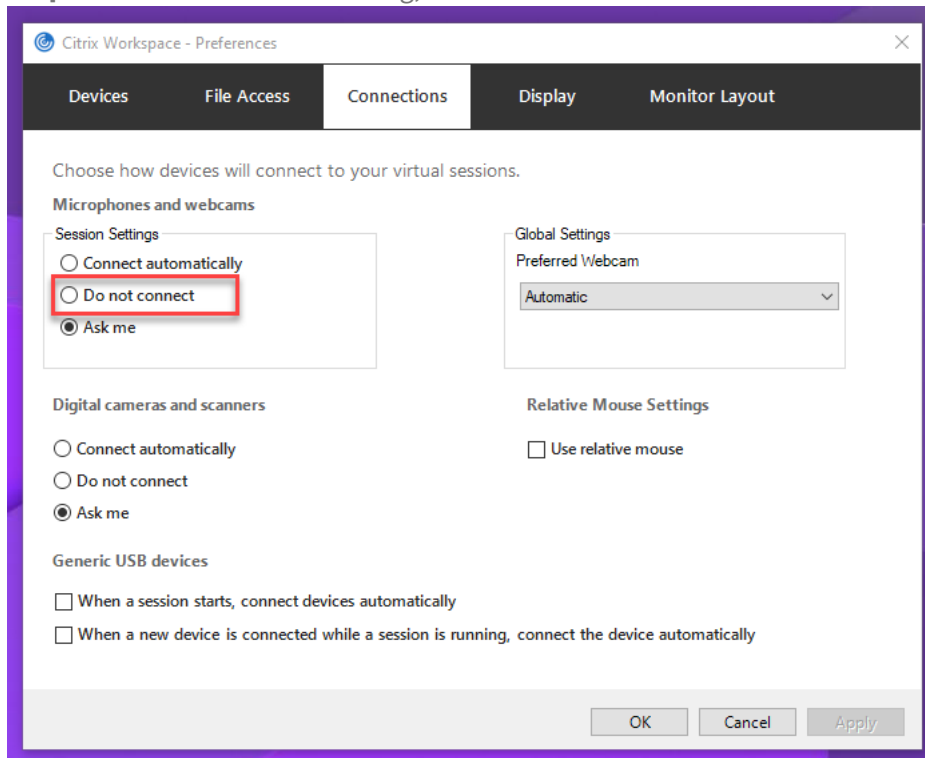 Citrix Workspace - Preferences
Devices File Access Connections Display Monitor Layout
Choose how devices will connect to your virtual sessions.
Microphones and webcams
Session Settings
Connect automatically
Do not connect
Ask me
Global Settings
Preferred Webcam
Automatic
Digital cameras and scanners
Connect automatically
Do not connect
Ask me
Relative Mouse Settings
Use relative mouse
Generic USB devices
When a session starts, connect devices automatically
When a new device is connected while a session is running, connect the device automatically
OK Cancel Apply